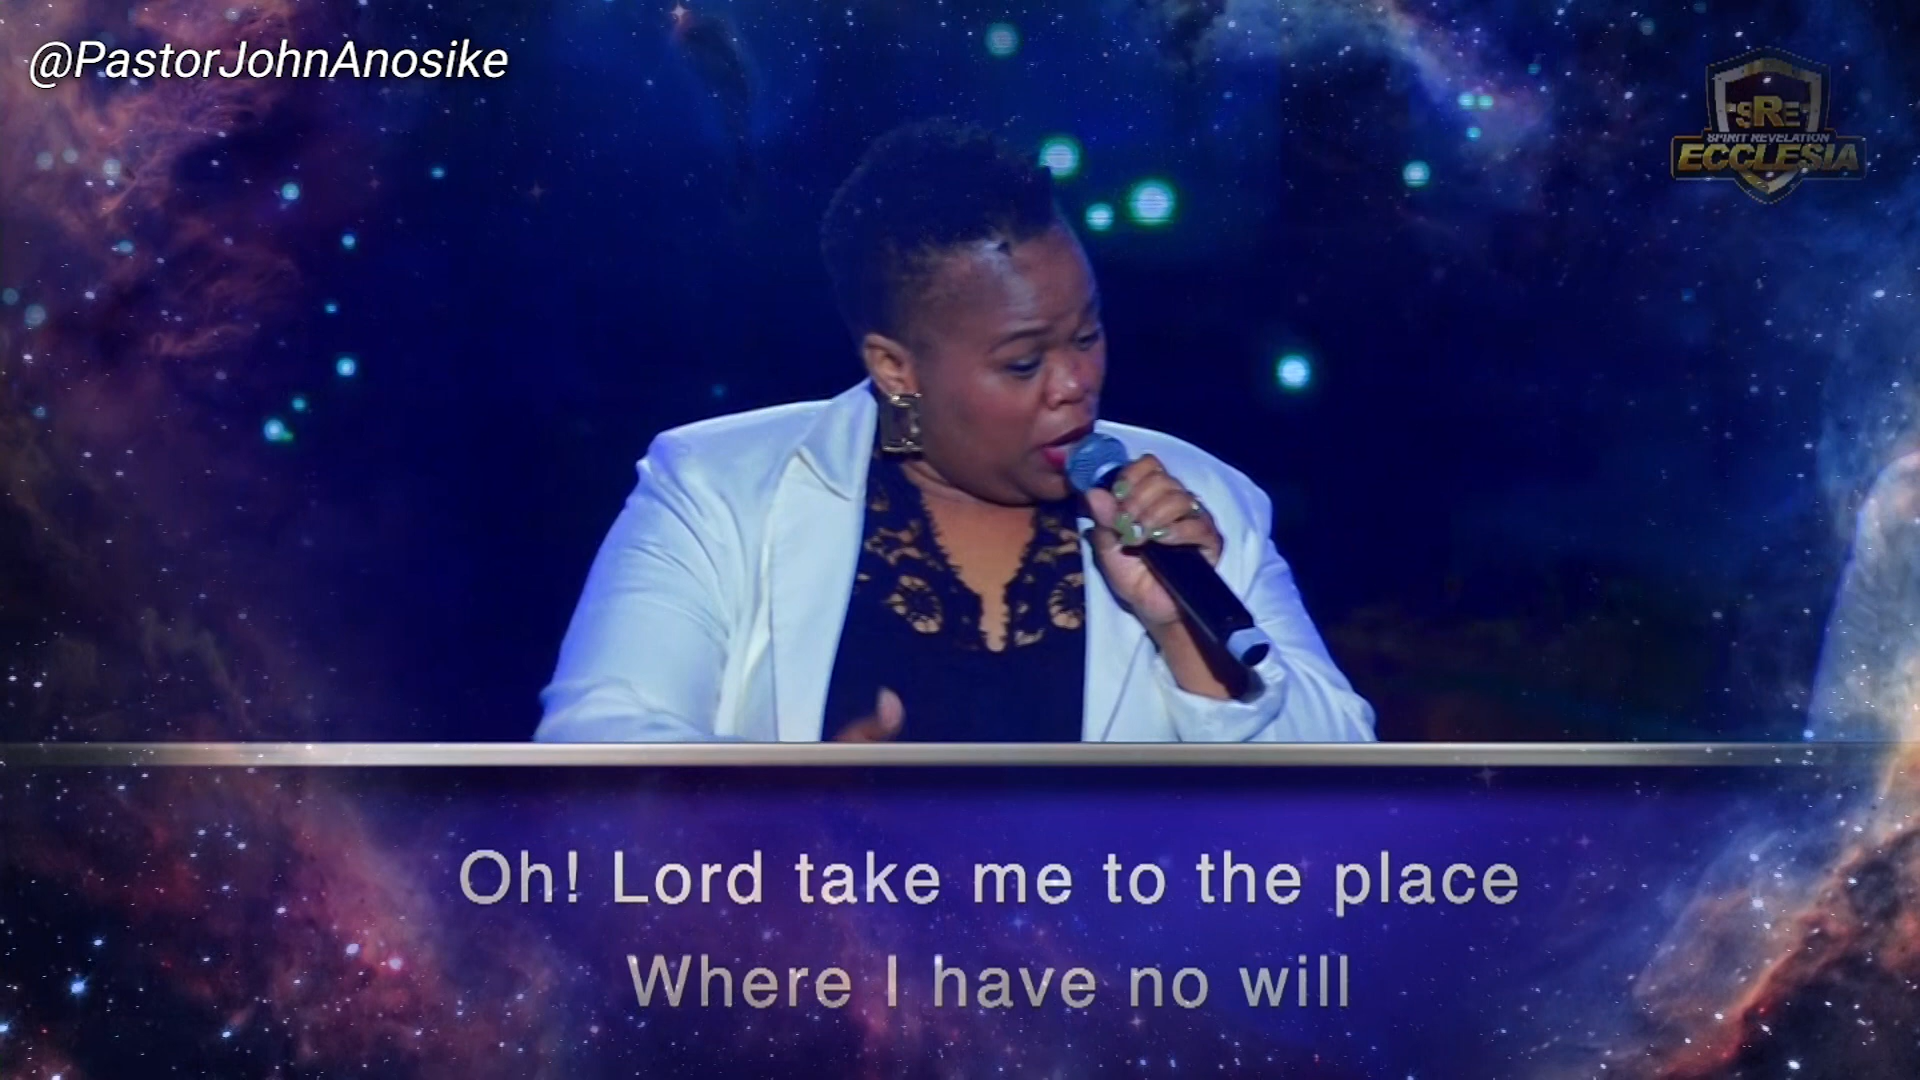 @PastorJohnAnosike
SRE
SPIRIT REVELATION
ECCLESIA
Oh! Lord take me to the place
Where I have no will